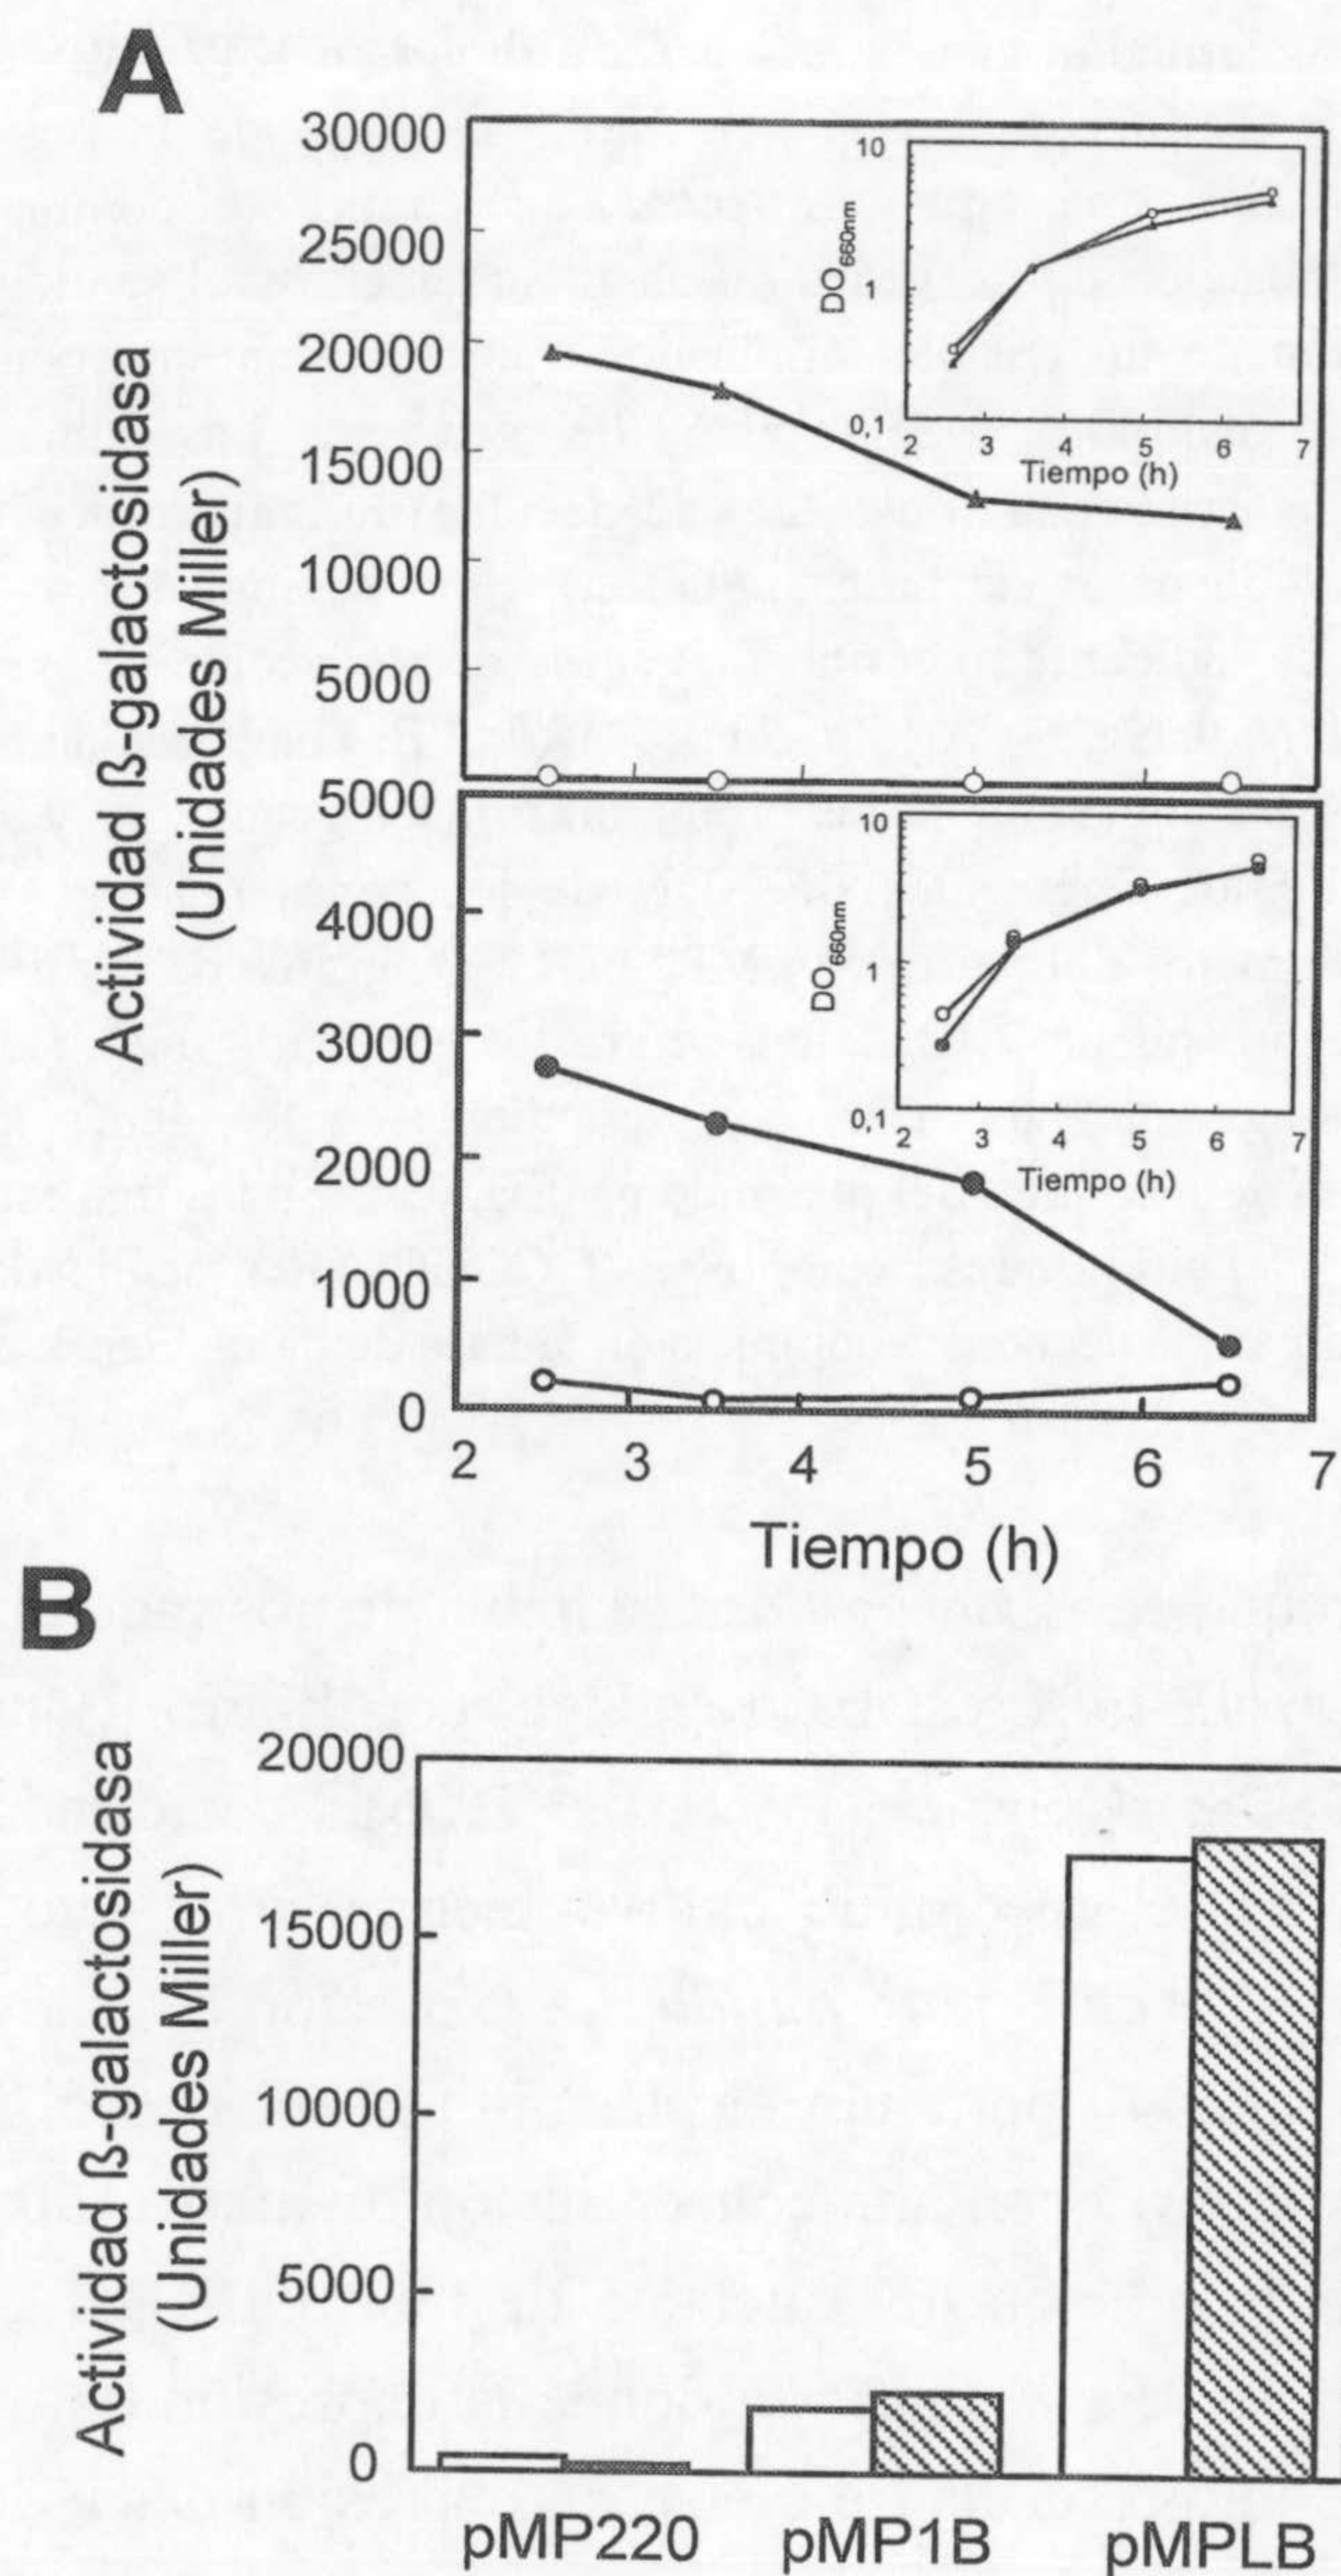 A
Actividad ß-galactosidasa
(Unidades Miller)
30000
25000
20000
15000
10000
5000
10
1
0,1
DO660nm
2 3 4 5 6 7
Tiempo (h)
5000
4000
3000
2000
1000
0
10
1
0,1
DO660nm
2 3 4 5 6 7
Tiempo (h)
2 3 4 5 6 7
Tiempo (h)
B
Actividad ß-galactosidasa
(Unidades Miller)
20000
15000
10000
5000
0
pMP220 pMP1B pMPLB